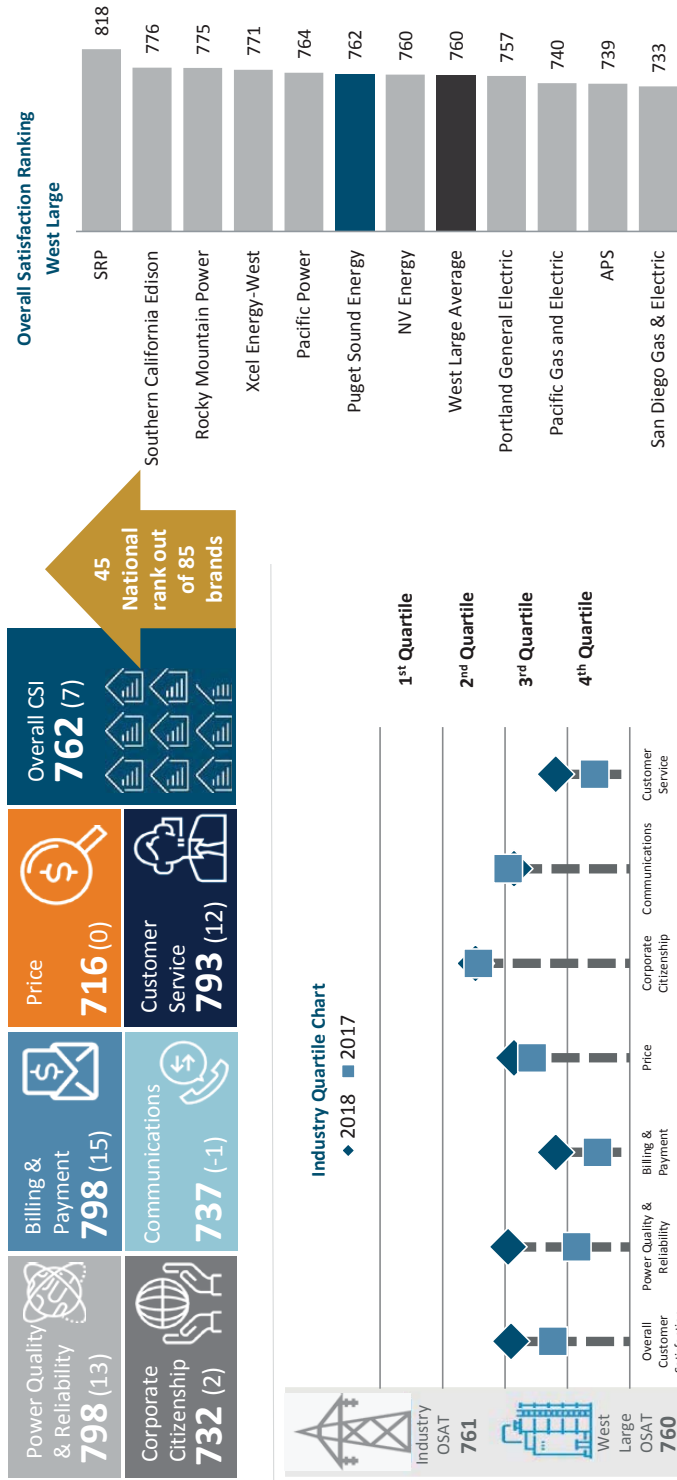 Power Quality
& Reliability
798 (13)
Billing &
Payment
798 (15)
Price
716 (0)
Overall CSI
762 (7)
Corporate
Citizenship
732 (2)
Communications
737 (-1)
Customer
Service
793 (12)
45
National
rank out
of 85
brands
Overall Satisfaction Ranking
West Large
SRP
818
Southern California Edison
776
Rocky Mountain Power
775
Xcel Energy-West
771
Pacific Power
764
Puget Sound Energy
762
NV Energy
760
West Large Average
760
Portland General Electric
757
Pacific Gas and Electric
740
APS
739
San Diego Gas & Electric
733
Industry
OSAT
761
West
Large
OSAT
760
Industry Quartile Chart
2018
2017
1st Quartile
2nd Quartile
3rd Quartile
4th Quartile
Overall
Customer
Power Quality &
Reliability
Billing &
Payment
Price
Corporate
Citizenship
Communications
Customer
Service